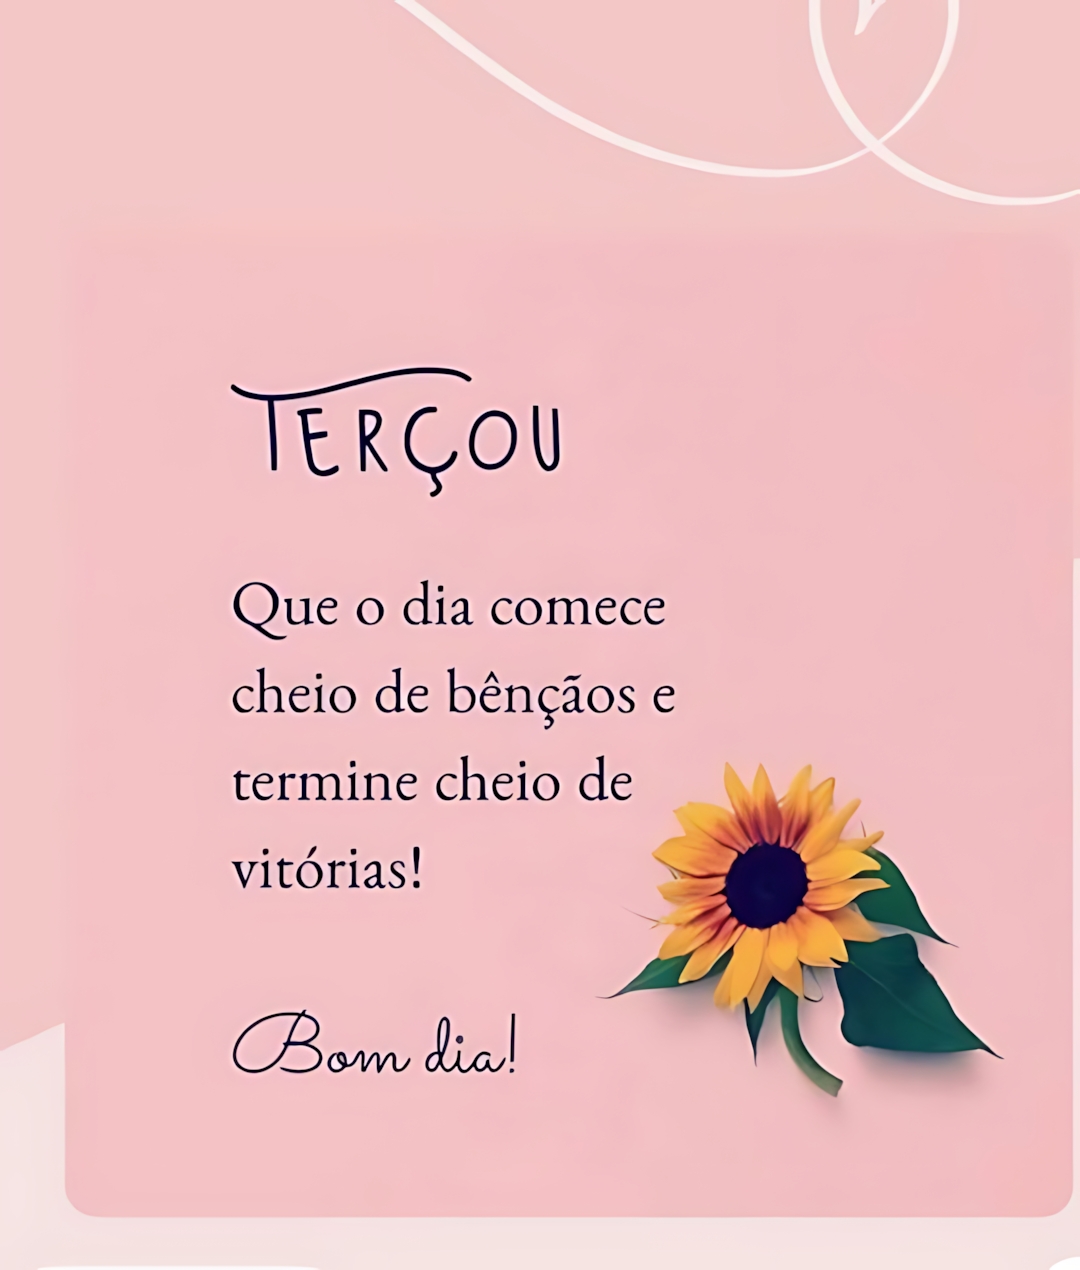 TERÇOU
Que o dia comece
cheio de bênçãos e
termine cheio de
vitórias!
Bom dia!